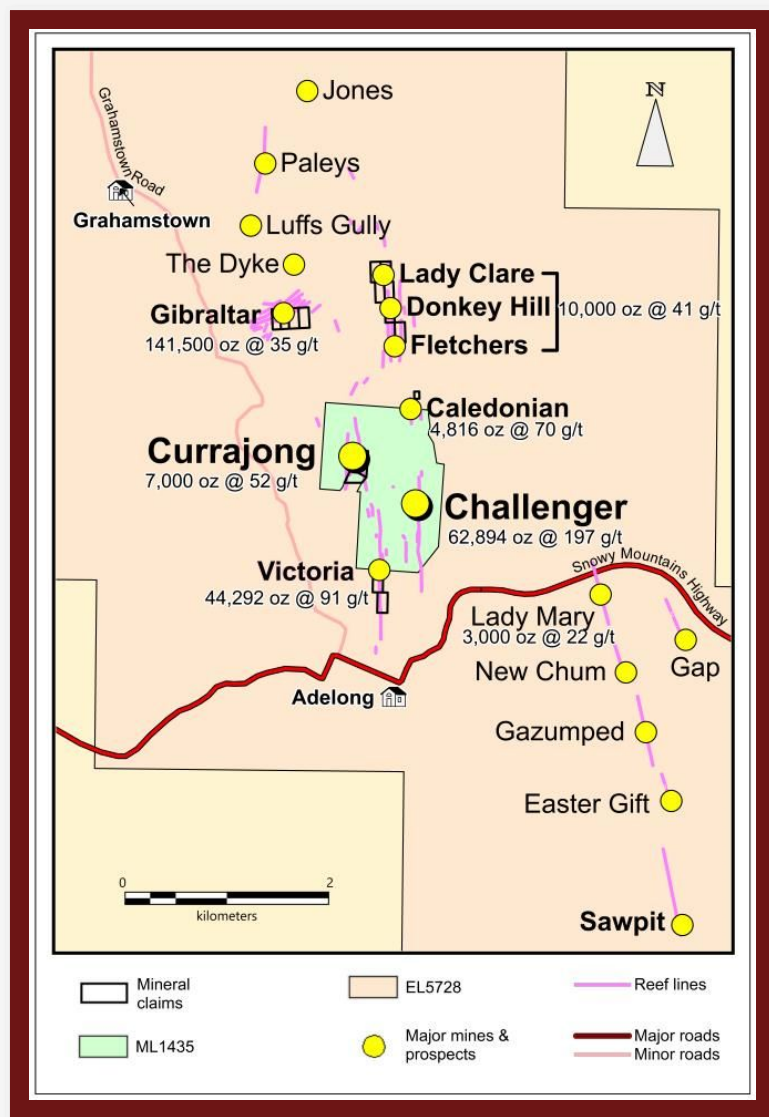 Jones
N
Grahamstown Road
Paleys
Grahamstown
Luffs Gully
The Dyke
Lady Clare
Donkey Hill
10,000 oz @ 41 g/t
Gibraltar
141,500 oz @ 35 g/t
Fletchers
Caledonian
4,816 oz @ 70 g/t
Currajong
7,000 oz @ 52 g/t
Challenger
62,894 oz @ 197 g/t
Snowy Mountains Highway
Victoria
44,292 oz @ 91 g/t
Lady Mary
3,000 oz @ 22 g/t
New Chum
Gap
Adelong
Gazumped
Easter Gift
0 2
kilometers
Sawpit
Mineral
claims
EL5728
Reef lines
ML1435
Major mines &
prospects
Major roads
Minor roads